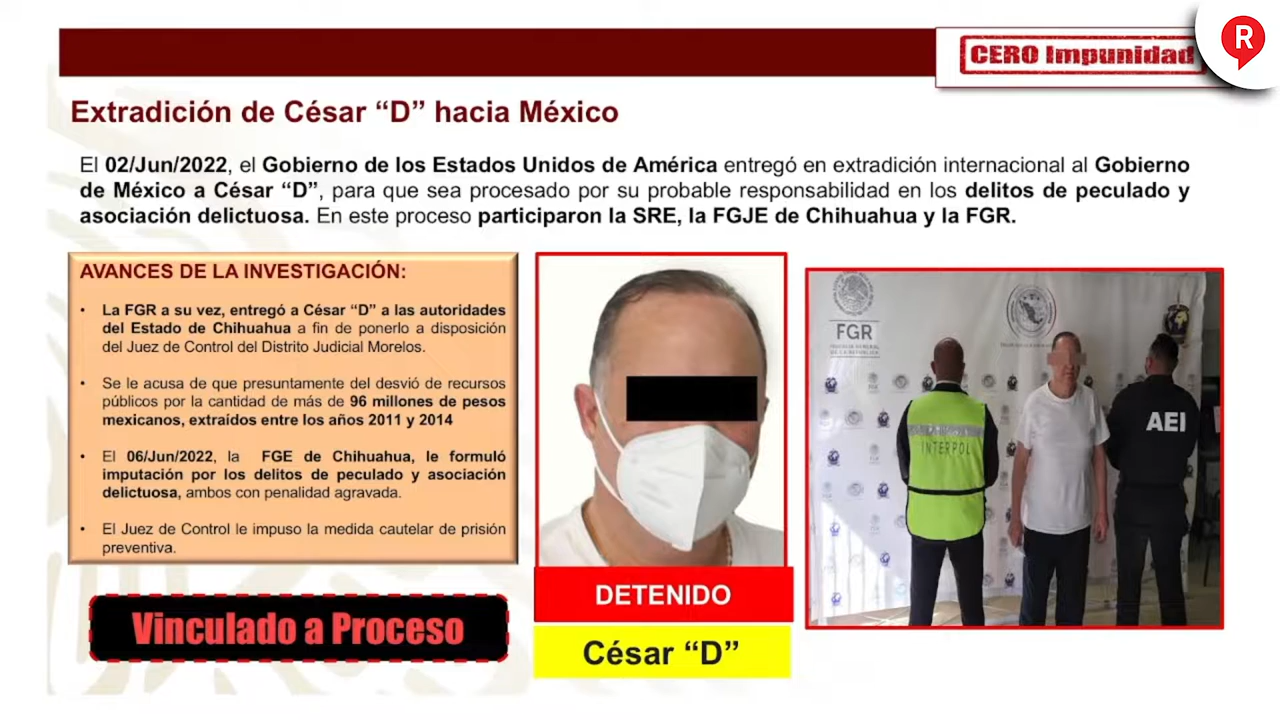 CERO Impunidad
R
Extradición de César “D” hacia México
El 02/Jun/2022, el Gobierno de los Estados Unidos de América entregó en extradición internacional al Gobierno
de México a César “D”, para que sea procesado por su probable responsabilidad en los delitos de peculado y
asociación delictuosa. En este proceso participaron la SRE, la FGJE de Chihuahua y la FGR.
AVANCES DE LA INVESTIGACIÓN:
• La FGR a su vez, entregó a César “D” a las autoridades
del Estado de Chihuahua a fin de ponerlo a disposición
del Juez de Control del Distrito Judicial Morelos.
• Se le acusa de que presuntamente del desvió de recursos
públicos por la cantidad de más de 96 millones de pesos
mexicanos, extraídos entre los años 2011 y 2014
• El 06/Jun/2022, la FGE de Chihuahua, le formuló
imputación por los delitos de peculado y asociación
delictuosa, ambos con penalidad agravada.
• El Juez de Control le impuso la medida cautelar de prisión
preventiva.
Vinculado a Proceso
DETENIDO
César “D”
FGR
FISCALÍA GENERAL
DE LA REPÚBLICA
INTERPOL
AEI